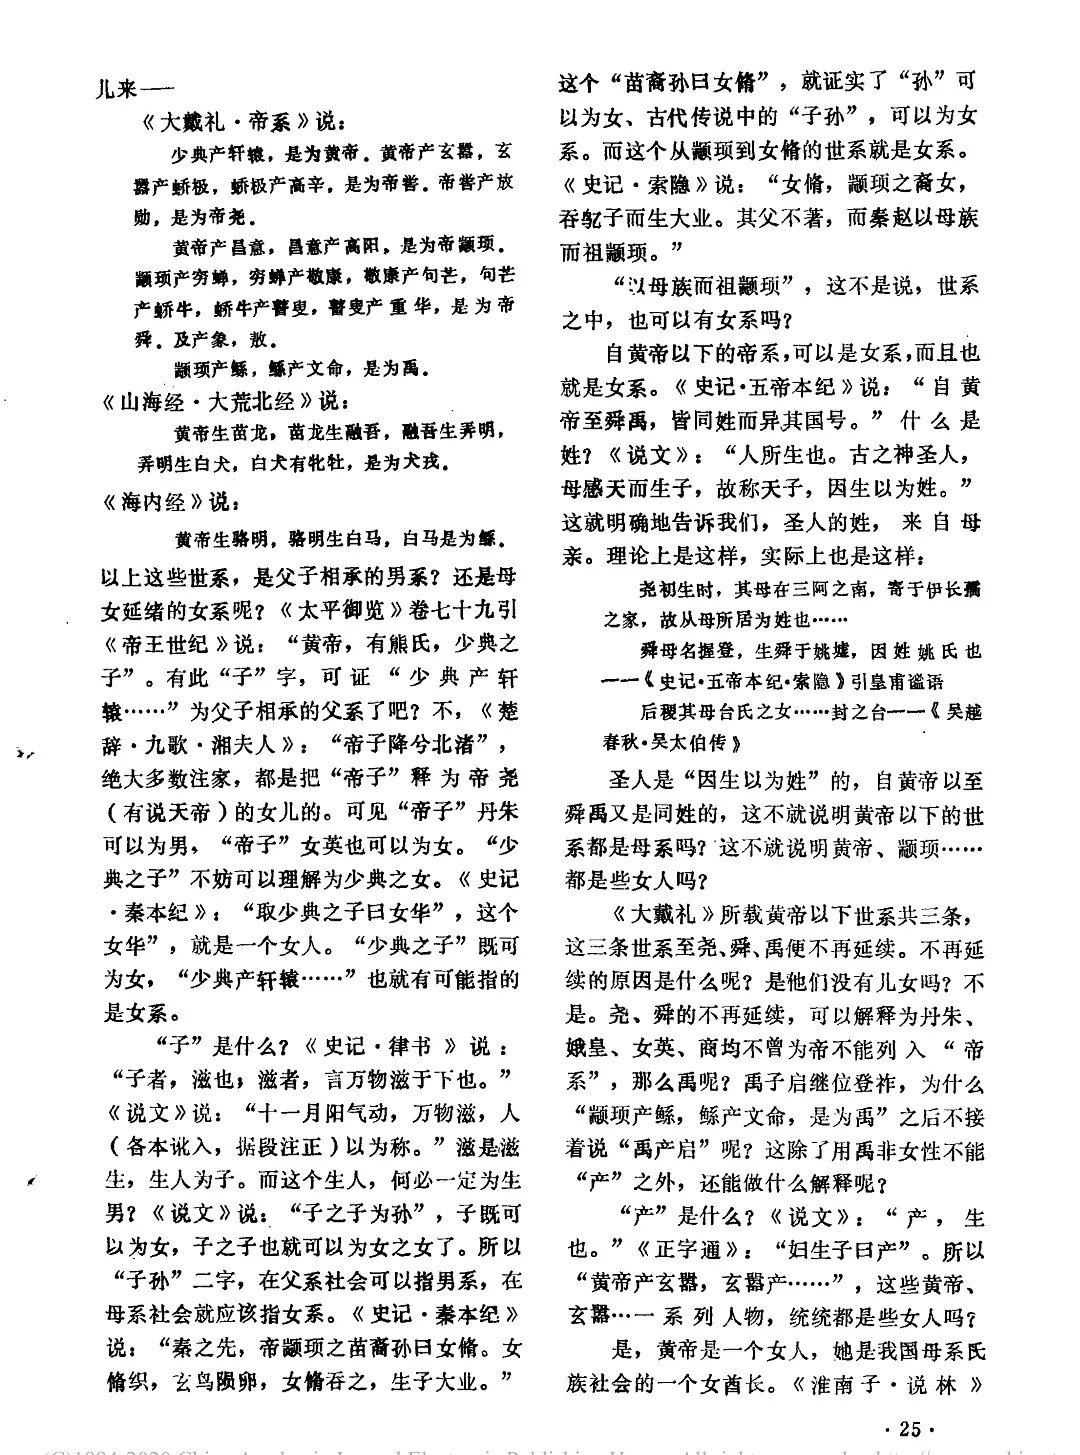 儿来——
《大戴礼·帝系》说：
少典产轩辕，是为黄帝．黄帝产玄嚣，玄
嚣产蟜极，蟜极产高辛，是为帝喾．帝喾产放
勋，是为帝尧．
黄帝产昌意，昌意产高阳，是为帝颛顼．
颛顼产穷蝉，穷蝉产敬康，敬康产句芒，句芒
产蟜牛，蟜牛产瞽叟，瞽叟产重华，是为帝
舜．及产象，敖．
颛顼产鲧，鲧产文命，是为禹．
《山海经·大荒北经》说：
黄帝生苗龙，苗龙生融吾，融吾生弄明，
弄明生白犬，白犬有牝牡，是为犬戎．
《海内经》说：
黄帝生骆明，骆明生白马，白马是为鲧．
以上这些世系，是父子相承的男系？还是母
女延绪的女系呢？《太平御览》卷七十九引
《帝王世纪》说：“黄帝，有熊氏，少典之
子”。有此“子”字，可证“少典产轩
辕……”为父子相承的父系了吧？不，《楚
辞·九歌·湘夫人》：“帝子降兮北渚”，
绝大多数注家，都是把“帝子”释为帝尧
（有说天帝）的女儿的。可见“帝子”丹朱
可以为男，“帝子”女英也可以为女。“少
典之子”不妨可以理解为少典之女。《史记
·秦本纪》：“取少典之子曰女华”，这个
女华”，就是一个女人。“少典之子”既可
为女，“少典产轩辕……”也就有可能指的
是女系。
“子”是什么？《史记·律书》说：
“子者，滋也；滋者，言万物滋于下也。”
《说文》说：“十一月阳气动，万物滋，人
（各本讹入，据段注正）以为称。”滋是滋
生，生人为子。而这个生人，何必一定为生
男？《说文》说：“子之子为孙”，子既可
以为女，子之子也就可以为女之女了。所以
“子孙”二字，在父系社会可以指男系，在
母系社会就应该指女系。《史记·秦本纪》
说：“秦之先，帝颛顼之苗裔孙曰女脩。女
脩织，玄鸟陨卵，女脩吞之，生子大业。”
这个“苗裔孙曰女脩”，就证实了“孙”可
以为女、古代传说中的“子孙”，可以为女
系。而这个从颛顼到女脩的世系就是女系。
《史记·索隐》说：“女脩，颛顼之裔女，
吞鳦子而生大业。其父不著，而秦赵以母族
而祖颛顼。”
“以母族而祖颛顼”，这不是说，世系
之中，也可以有女系吗？
自黄帝以下的帝系，可以是女系，而且也
就是女系。《史记·五帝本纪》说：“自黄
帝至舜禹，皆同姓而异其国号。”什么是
姓？《说文》：“人所生也。古之神圣人，
母感天而生子，故称天子，因生以为姓。”
这就明确地告诉我们，圣人的姓，来自母
亲。理论上是这样，实际上也是这样：
尧初生时，其母在三阿之南，寄于伊长孺
之家，故从母所居为姓也……
舜母名握登，生舜于姚墟，因姓姚氏也
——《史记·五帝本纪·索隐》引皇甫谧语
后稷其母台氏之女……封之台——《吴越
春秋·吴太伯传》
圣人是“因生以为姓”的，自黄帝以至
舜禹又是同姓的，这不就说明黄帝以下的世
系都是母系吗？这不就说明黄帝、颛顼……
都是些女人吗？
《大戴礼》所载黄帝以下世系共三条，
这三条世系至尧、舜、禹便不再延续。不再延
续的原因是什么呢？是他们没有儿女吗？不
是。尧、舜的不再延续，可以解释为丹朱、
娥皇、女英、商均不曾为帝不能列入“帝
系”，那么禹呢？禹子启继位登祚，为什么
“颛顼产鲧，鲧产文命，是为禹”之后不接
着说“禹产启”呢？这除了用禹非女性不能
“产”之外，还能做什么解释呢？
“产”是什么？《说文》：“产，生
也。”《正字通》：“妇生子曰产”。所以
“黄帝产玄嚣，玄嚣产……”，这些黄帝、
玄嚣…一系列人物，统统都是些女人吗？
是，黄帝是一个女人，她是我国母系氏
族社会的一个女酋长。《淮南子·说林》
·25·